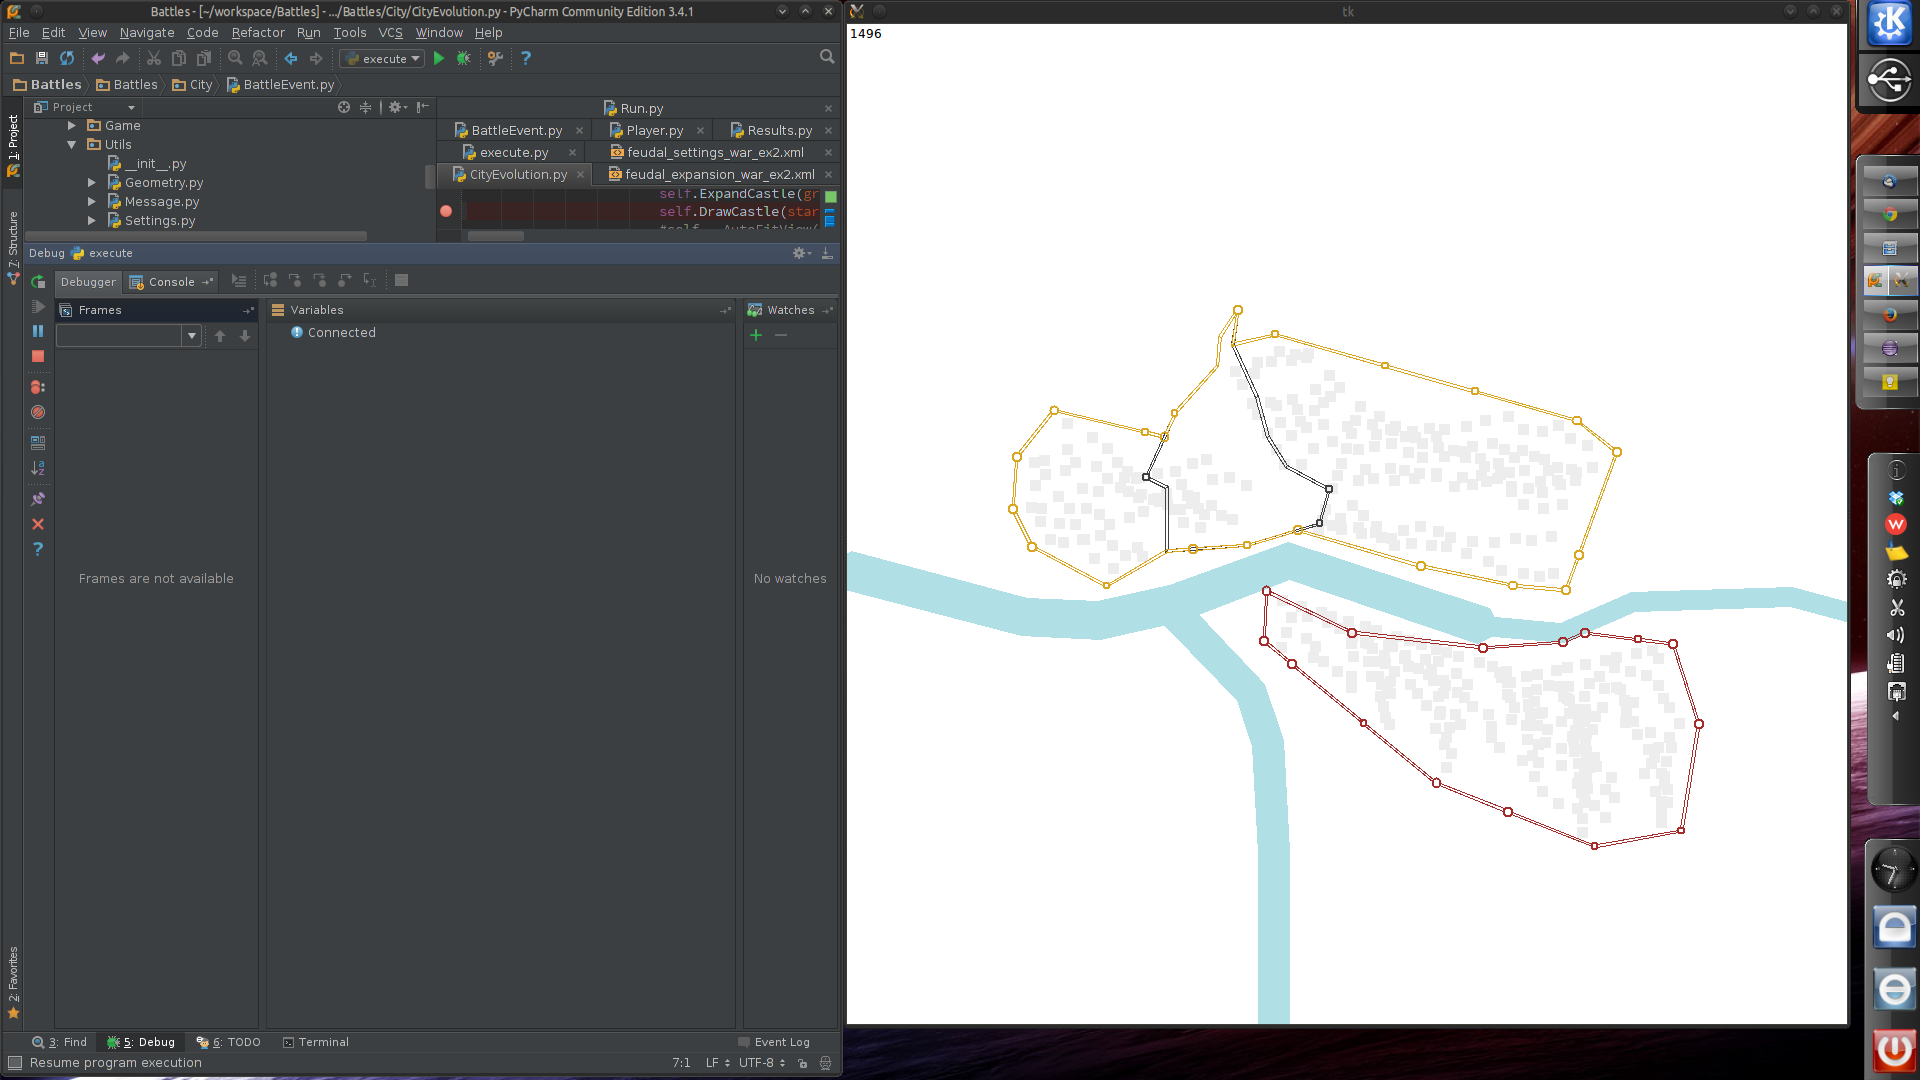 Battles - [~/workspace/Battles] - .../Battles/City/CityEvolution.py - PyCharm Community Edition 3.4.1
File Edit View Navigate Code Refactor Run Tools VCS Window Help
execute
Battles Battles City BattleEvent.py
Project
Game
Utils
__init__.py
Geometry.py
Message.py
Settings.py
Run.py
BattleEvent.py Player.py Results.py
execute.py feudal_settings_war_ex2.xml
CityEvolution.py feudal_expansion_war_ex2.xml
self.ExpandCastle(gr
self.DrawCastle(star
1: Project
7: Structure
2: Favorites
Debug execute
Debugger Console
Frames
Variables
Watches
Connected
Frames are not available
No watches
3: Find 5: Debug 6: TODO Terminal Event Log
Resume program execution 7:1 LF UTF-8
tk
1496